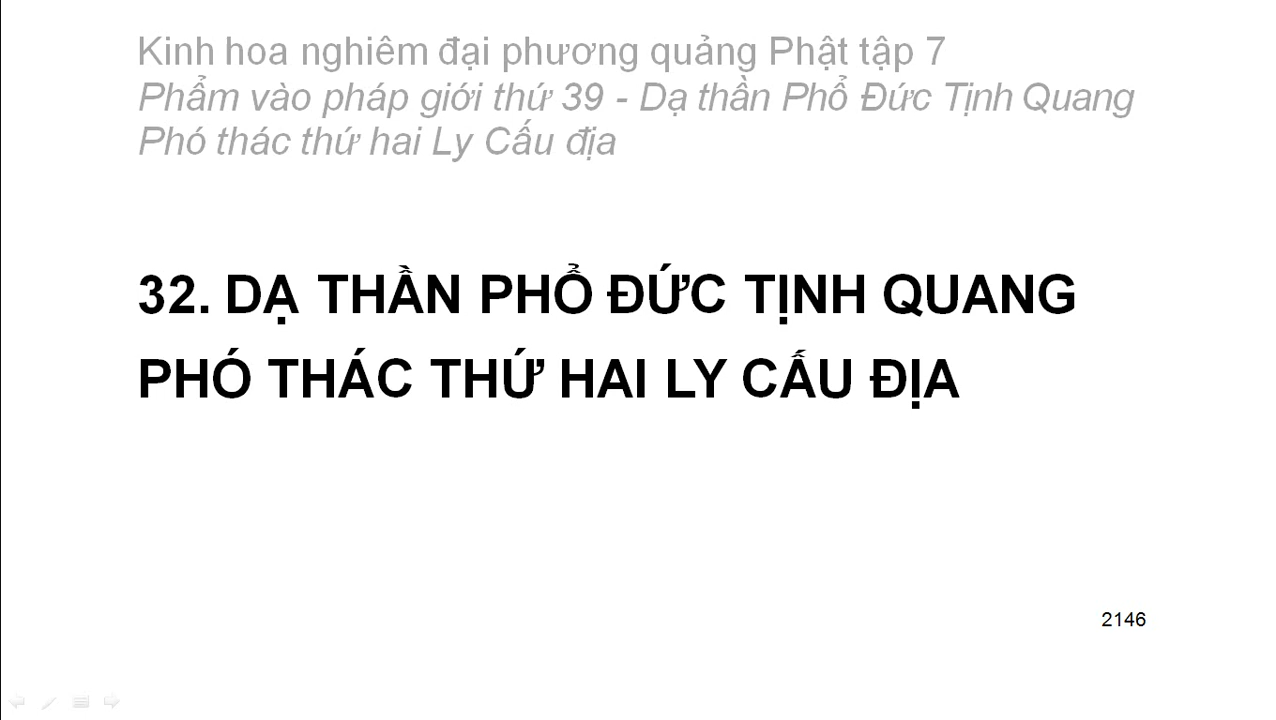 Kinh hoa nghiêm đại phương quảng Phật tập 7
Phẩm vào pháp giới thứ 39 - Dạ thần Phổ Đức Tịnh Quang
Phó thác thứ hai Ly Cấu địa
32. DẠ THẦN PHỔ ĐỨC TỊNH QUANG
PHÓ THÁC THỨ HAI LY CẤU ĐỊA
2146